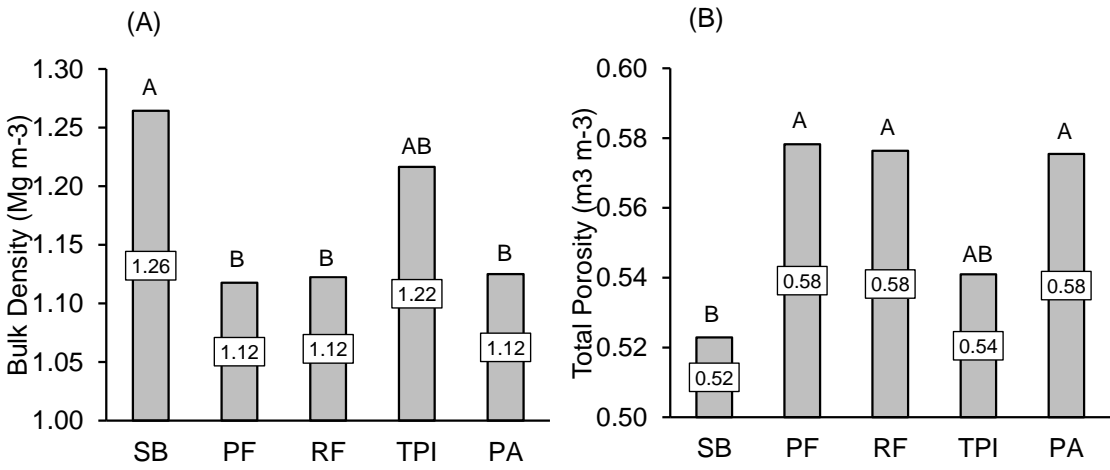 (A)
Bulk Density (Mg m-3)
1.30
1.25
1.20
1.15
1.10
1.05
1.00
A
B
B
AB
B
1.26
1.12
1.12
1.22
1.12
SB PF RF TPI PA
(B)
Total Porosity (m3 m-3)
0.60
0.58
0.56
0.54
0.52
0.50
B
A
A
AB
A
0.52
0.58
0.58
0.54
0.58
SB PF RF TPI PA